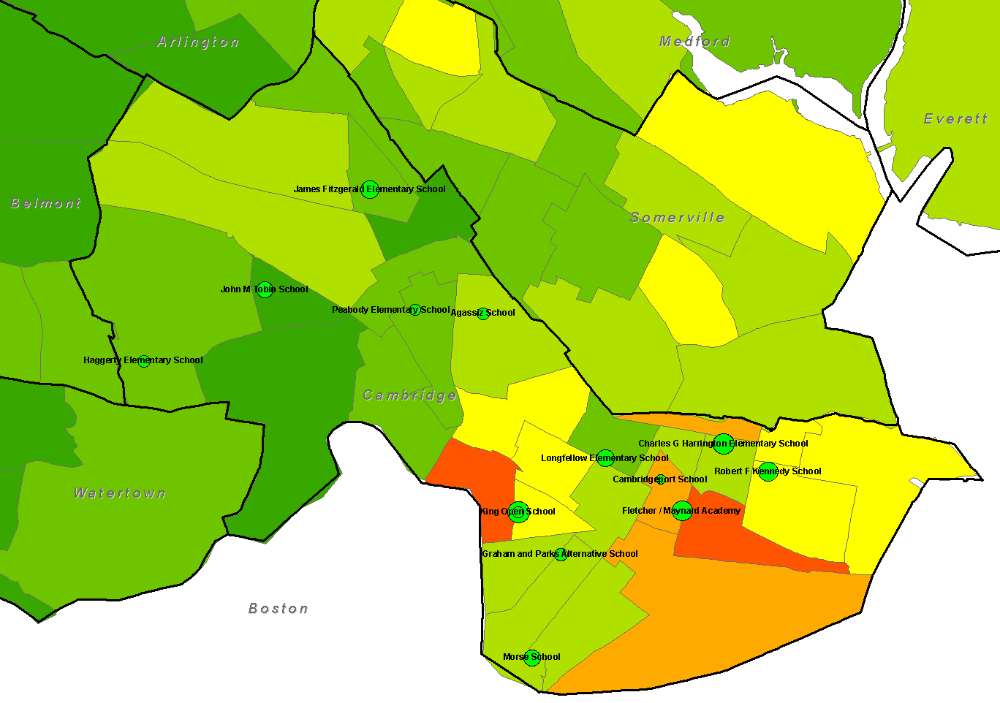 Arlington
Medford
Everett
James Fitzgerald Elementary School
Belmont
Somerville
John M Tobin School
Peabody Elementary School
Agassiz School
Haggerty Elementary School
Cambridge
Charles G Harrington Elementary School
Longfellow Elementary School
Robert F Kennedy School
Cambridgeport School
Watertown
King Open School
Fletcher / Maynard Academy
Graham and Parks Alternative School
Boston
Morse School